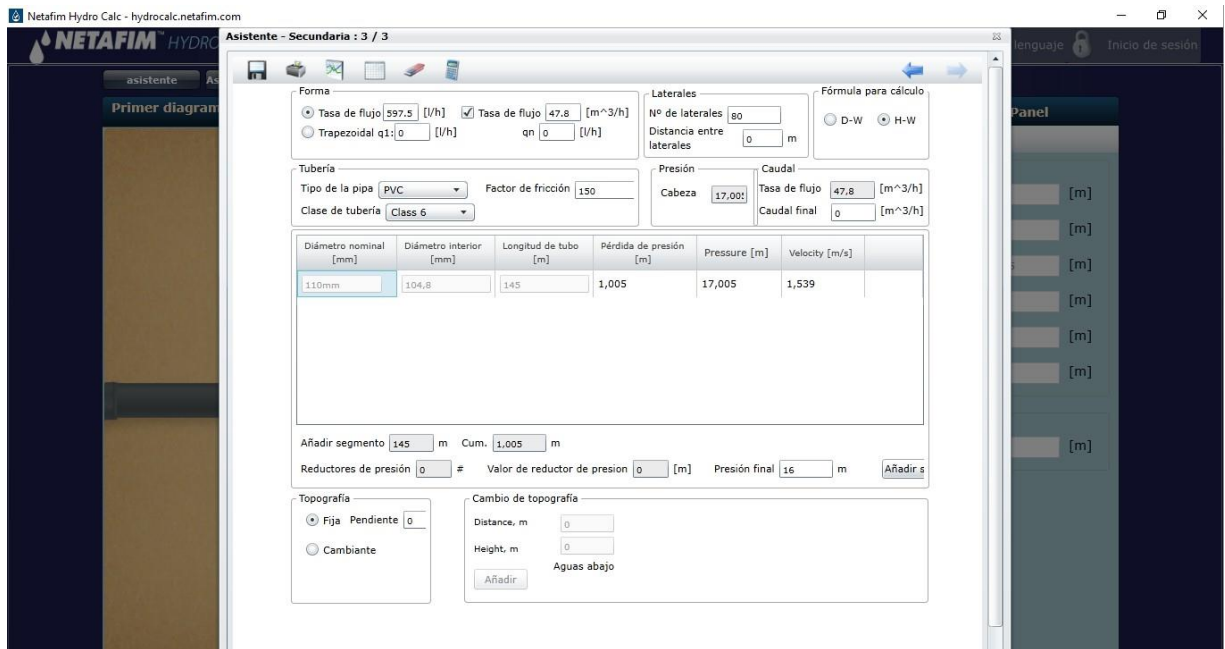 Netafim Hydro Calc - hydrocalc.netafim.com
NETAFIM™ HYDRO
lenguaje Inicio de sesión
asistente As
Primer diagram
Panel
Asistente - Secundaria : 3 / 3
Forma
Tasa de flujo 597.5 [l/h] Tasa de flujo 47.8 [m^3/h]
Trapezoidal q1: 0 [l/h] qn 0 [l/h]
Laterales
Nº de laterales 80
Distancia entre laterales 0 m
Fórmula para cálculo
D-W H-W
Tubería
Tipo de la pipa PVC Factor de fricción 150
Clase de tubería Class 6
Presión
Cabeza 17,00
Caudal
Tasa de flujo 47,8 [m^3/h]
Caudal final 0 [m^3/h]
Diámetro nominal [mm] Diámetro interior [mm] Longitud de tubo [m] Pérdida de presión [m] Pressure [m] Velocity [m/s]
110mm 104,8 145 1,005 17,005 1,539
Añadir segmento 145 m Cum. 1,005 m
Reductores de presión 0 # Valor de reductor de presion 0 [m] Presión final 16 m Añadir s
Topografía
Fija Pendiente 0
Cambiante
Cambio de topografía
Distance, m 0
Height, m 0
Aguas abajo
Añadir
[m]
[m]
[m]
[m]
[m]
[m]
[m]